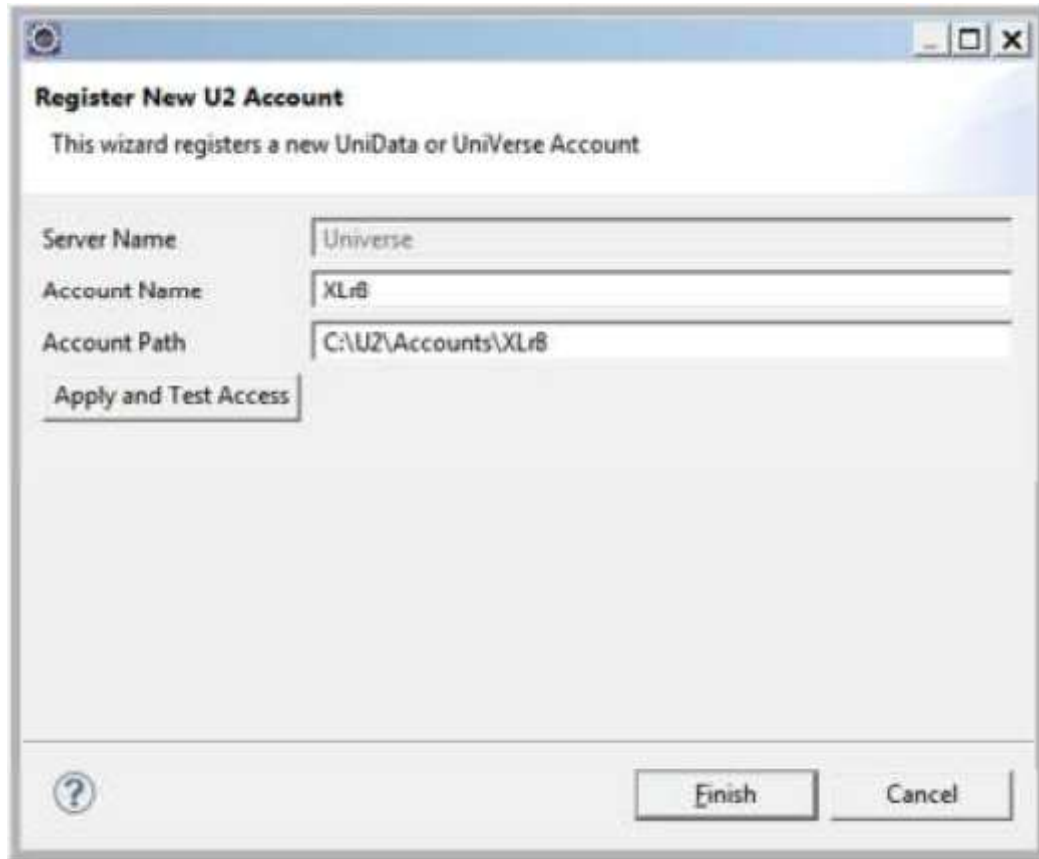 Register New U2 Account
This wizard registers a new UniData or UniVerse Account
Server Name Universe
Account Name XLr8
Account Path C:\U2\Accounts\XLr8
Apply and Test Access
?
Finish Cancel